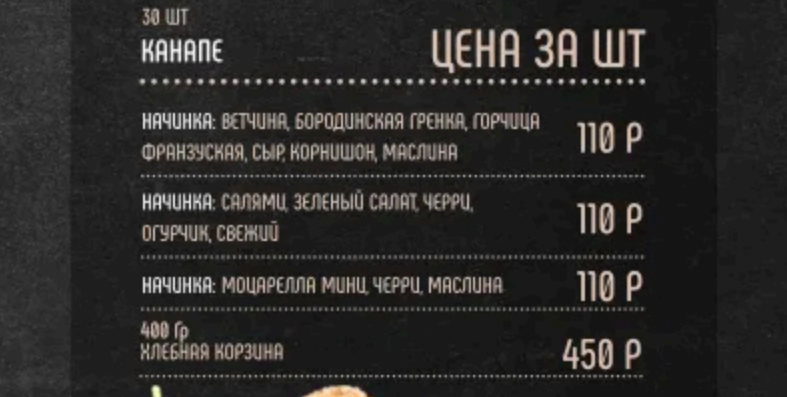 30 ШТ
КАНАПЕ
ЦЕНА ЗА ШТ
НАЧИНКА: ВЕТЧИНА, БОРОДИНСКАЯ ГРЕНКА, ГОРЧИЦА
ФРАНЗУСКАЯ, СЫР, КОРНИШОН, МАСЛИНА
110 Р
НАЧИНКА: САЛЯМИ, ЗЕЛЕНЫЙ САЛАТ, ЧЕРРИ,
ОГУРЧИК, СВЕЖИЙ
110 Р
НАЧИНКА: МОЦАРЕЛЛА МИНИ, ЧЕРРИ, МАСЛИНА
110 Р
400 Гр
ХЛЕБНАЯ КОРЗИНА
450 Р